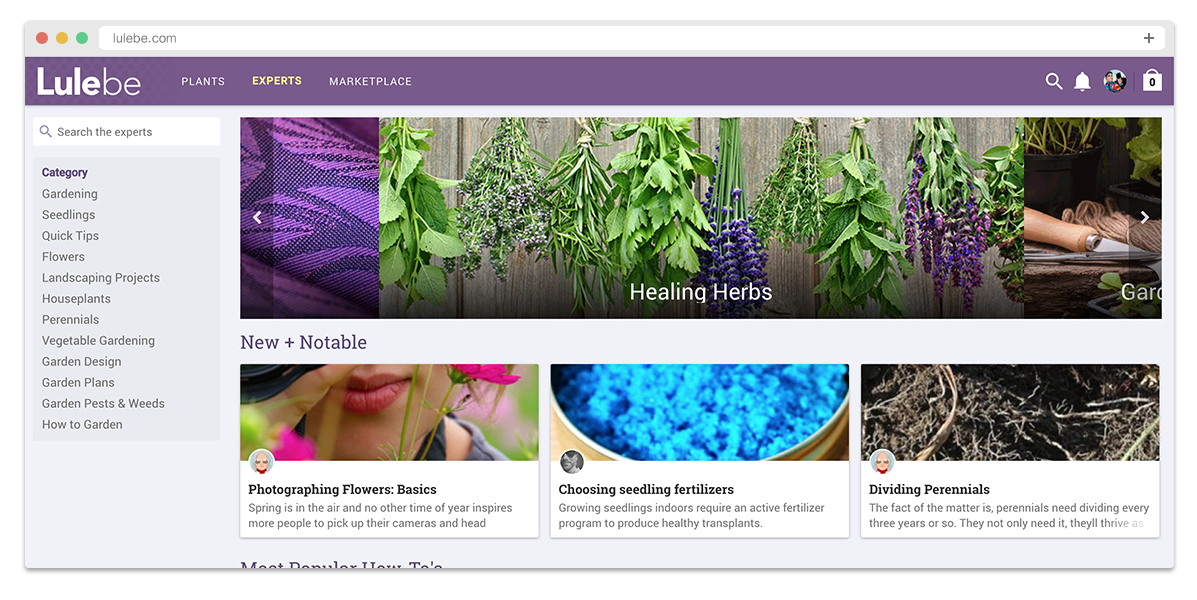 lulebe.com
Lulebe
PLANTS
EXPERTS
MARKETPLACE
0
Search the experts
Category
Gardening
Seedlings
Quick Tips
Flowers
Landscaping Projects
Houseplants
Perennials
Vegetable Gardening
Garden Design
Garden Plans
Garden Pests & Weeds
How to Garden
Healing Herbs
Gard
New + Notable
Photographing Flowers: Basics
Spring is in the air and no other time of year inspires
more people to pick up their cameras and head
Choosing seedling fertilizers
Growing seedlings indoors require an active fertilizer
program to produce healthy transplants.
Dividing Perennials
The fact of the matter is, perennials need dividing every
three years or so. They not only need it, theyll thrive as
Most Popular How-To's